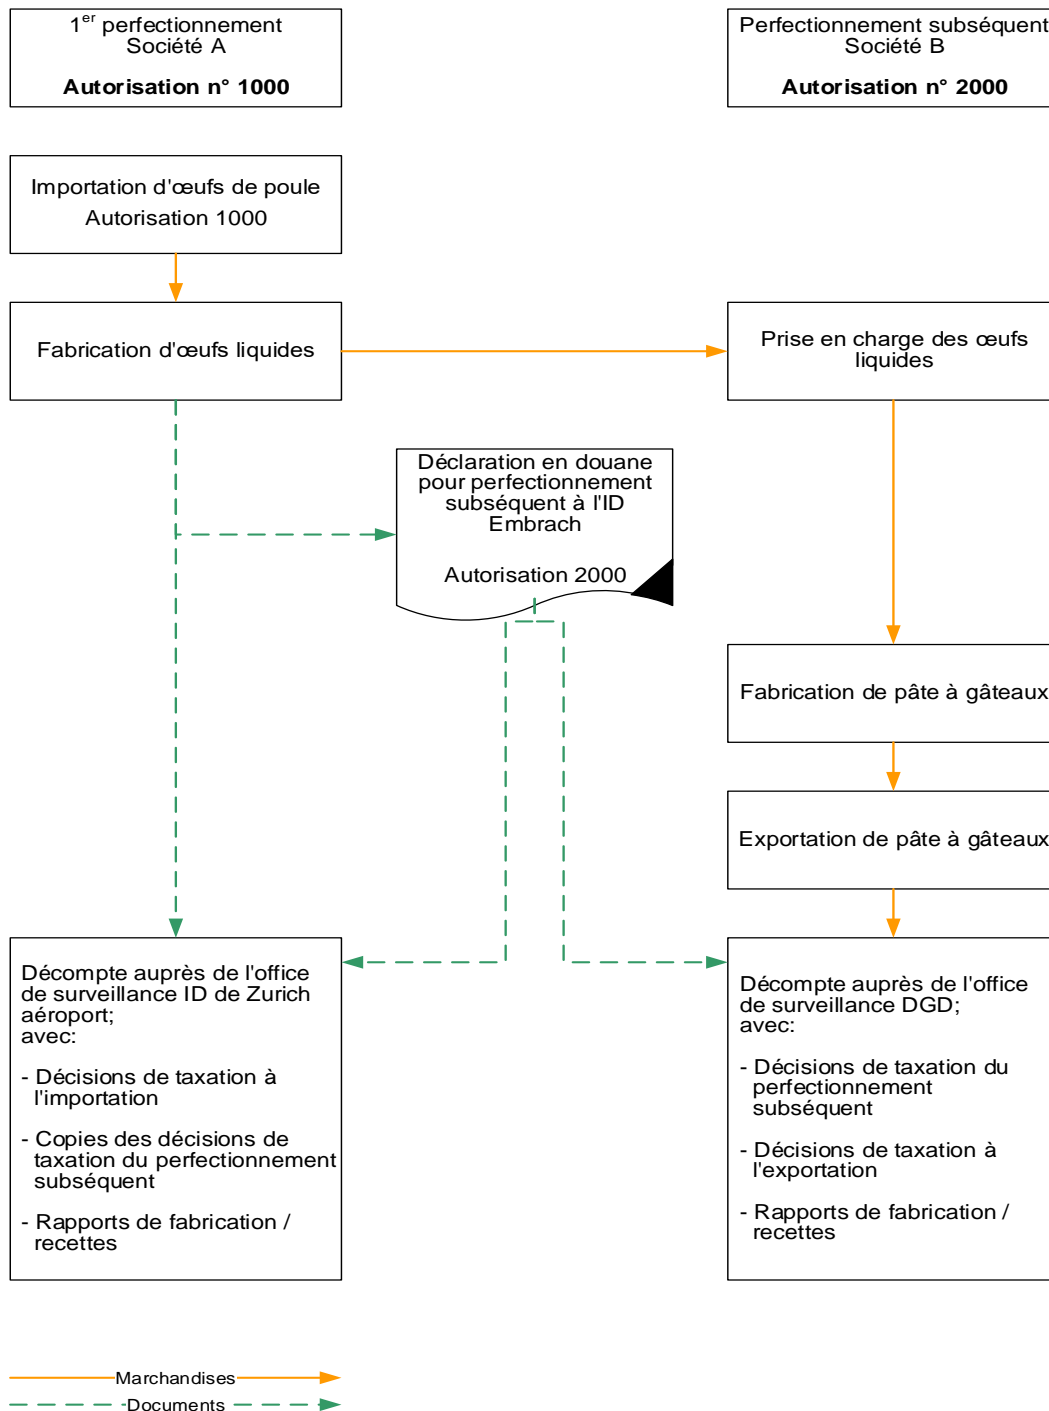 1er perfectionnement
Société A
Autorisation n° 1000
Perfectionnement subséquent
Société B
Autorisation n° 2000
Importation d'œufs de poule
Autorisation 1000
Fabrication d'œufs liquides
Prise en charge des œufs
liquides
Déclaration en douane
pour perfectionnement
subséquent à l'ID
Embrach
Autorisation 2000
Fabrication de pâte à gâteaux
Exportation de pâte à gâteaux
Décompte auprès de l'office
de surveillance ID de Zurich
aéroport;
avec:
- Décisions de taxation à
l'importation
- Copies des décisions de
taxation du perfectionnement
subséquent
- Rapports de fabrication /
recettes
Décompte auprès de l'office
de surveillance DGD;
avec:
- Décisions de taxation du
perfectionnement
subséquent
- Décisions de taxation à
l'exportation
- Rapports de fabrication /
recettes
Marchandises
Documents